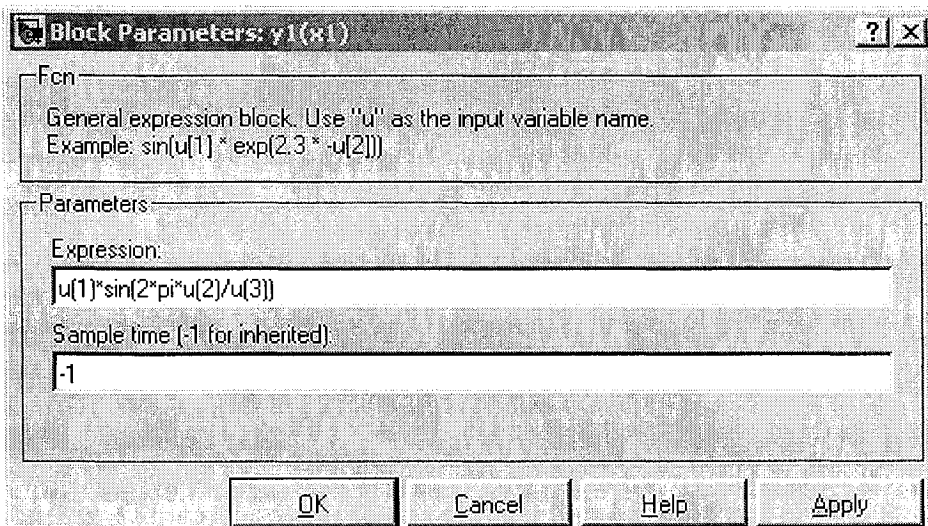 Block Parameters: y1(x1)
Fcn
General expression block. Use "u" as the input variable name.
Example: sin(u[1] * exp(2.3 * -u[2]))
Parameters
Expression:
u(1)*sin(2*pi*u(2)/u(3))
Sample time (-1 for inherited):
-1
OK Cancel Help Apply